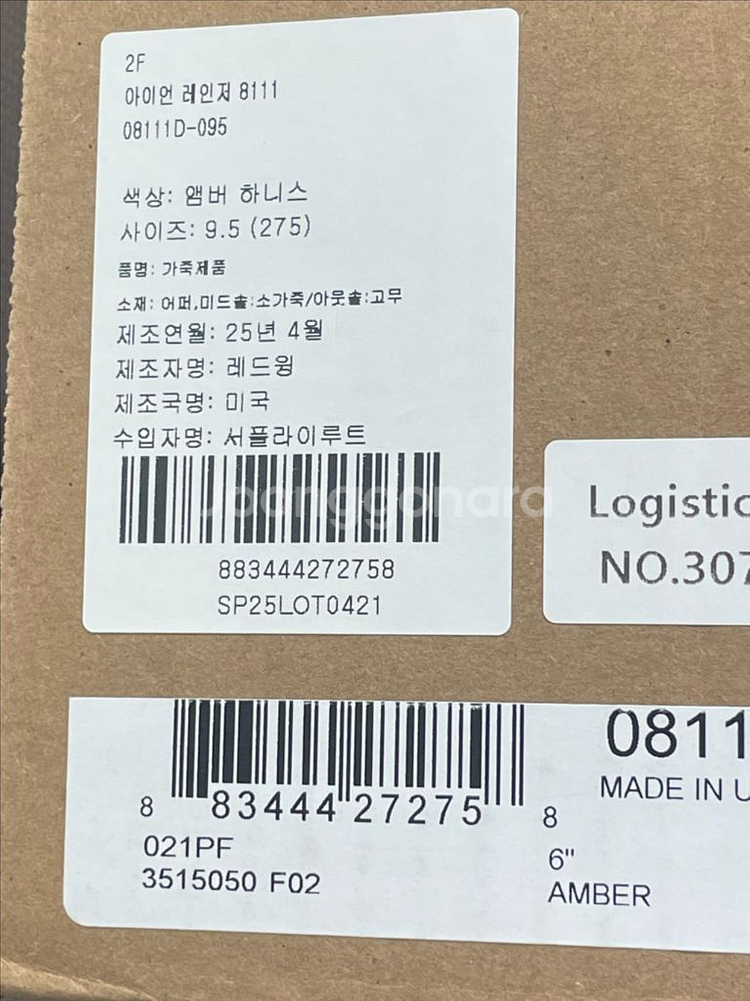 2F
아이언 레인저 8111
08111D-095
색상: 앰버 하니스
사이즈: 9.5 (275)
품명: 가죽제품
소재: 어퍼,미드솔:소가죽/아웃솔:고무
제조연월: 25년 4월
제조자명: 레드윙
제조국명: 미국
수입자명: 서플라이루트
joonggonara
883444272758
SP25LOT0421
Logistic
NO.307
0811
MADE IN U
8 83444 27275 8
021PF
3515050 F02
6"
AMBER